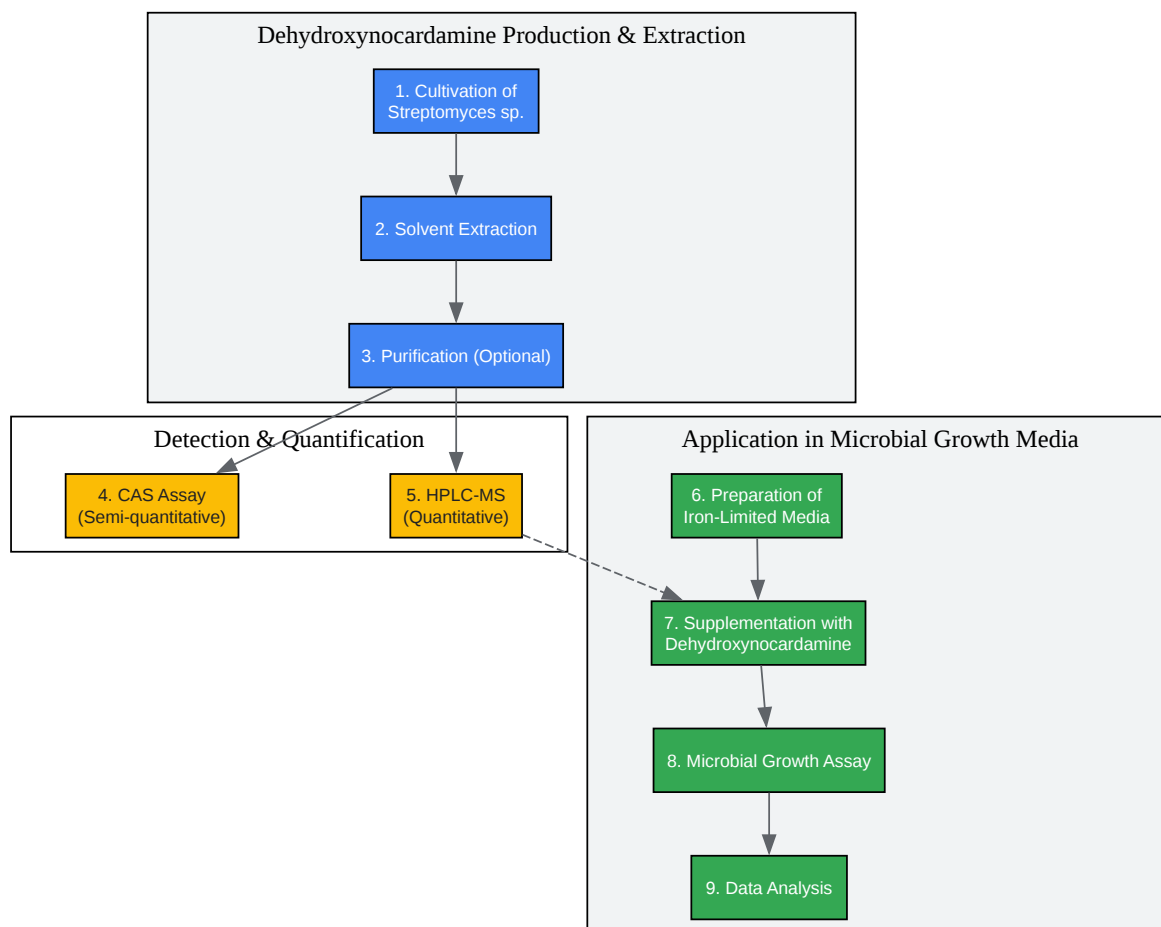 Dehydroxynocardamine Production & Extraction
1. Cultivation of
Streptomyces sp.
2. Solvent Extraction
3. Purification (Optional)
Detection & Quantification
4. CAS Assay
(Semi-quantitative)
5. HPLC-MS
(Quantitative)
Application in Microbial Growth Media
6. Preparation of
Iron-Limited Media
7. Supplementation with
Dehydroxynocardamine
8. Microbial Growth Assay
9. Data Analysis